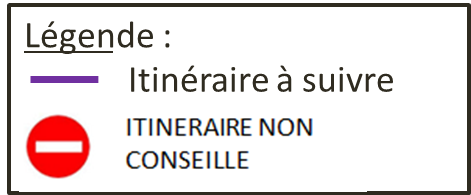 Légende :
Itinéraire à suivre
ITINERAIRE NON
CONSEILLE